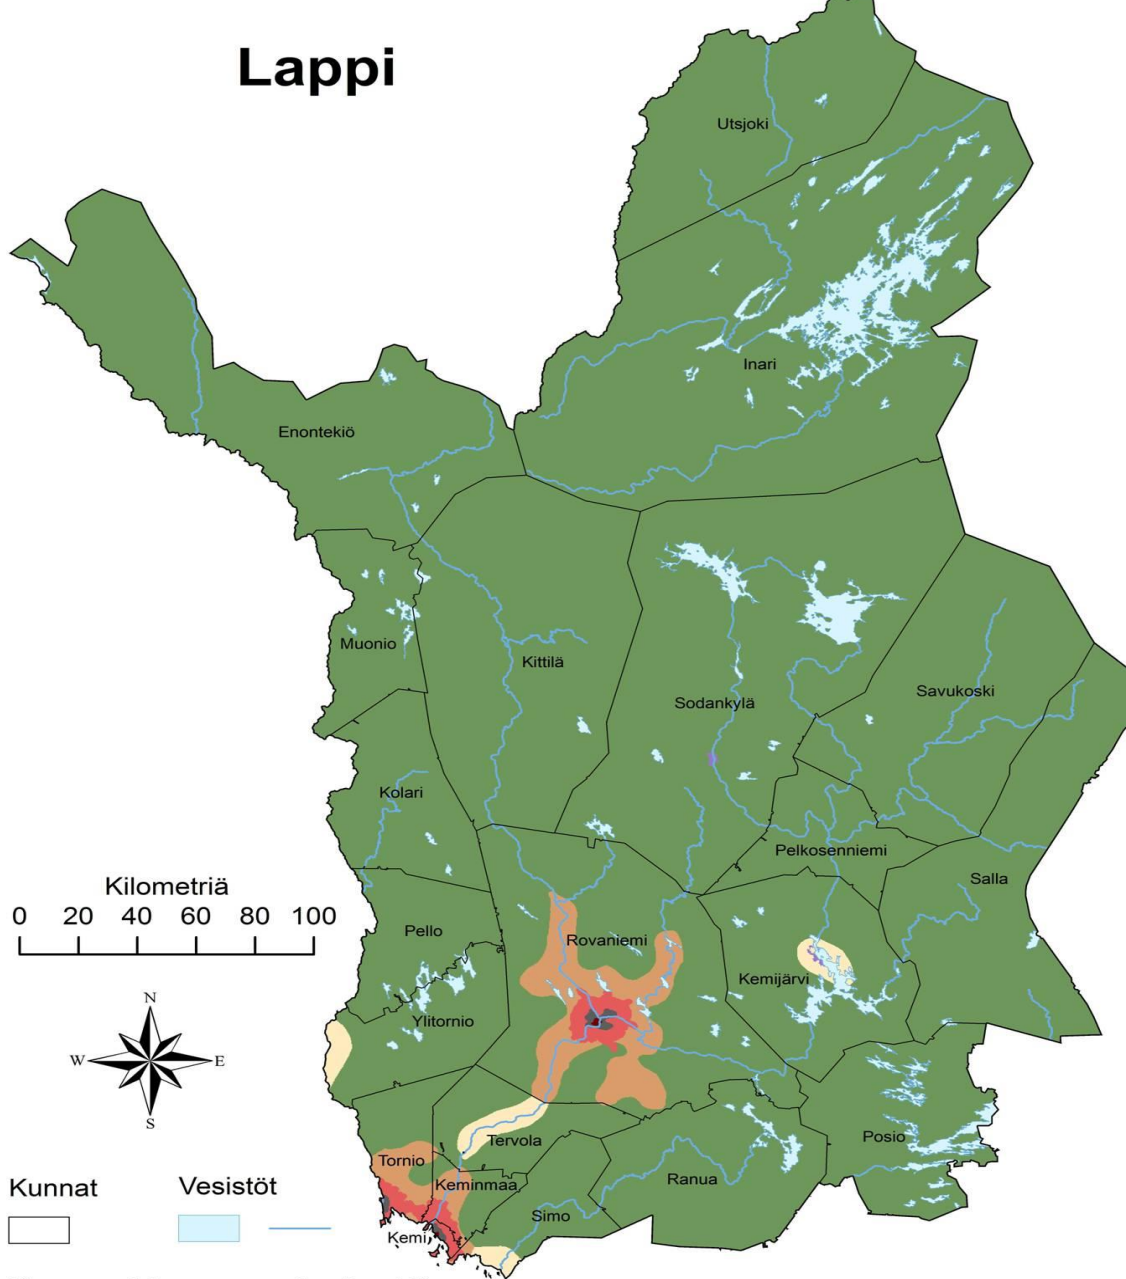 Lappi
Utsjoki
Inari
Enontekiö
Muonio
Kittilä
Sodankylä
Savukoski
Kolari
Pelkosenniemi
Salla
Kilometriä
0 20 40 60 80 100
Pello
Rovaniemi
Kemijärvi
Ylitornio
N
W E
S
Tervola
Posio
Tornio
Keminmaa
Ranua
Simo
Kemi
Kunnat Vesistöt